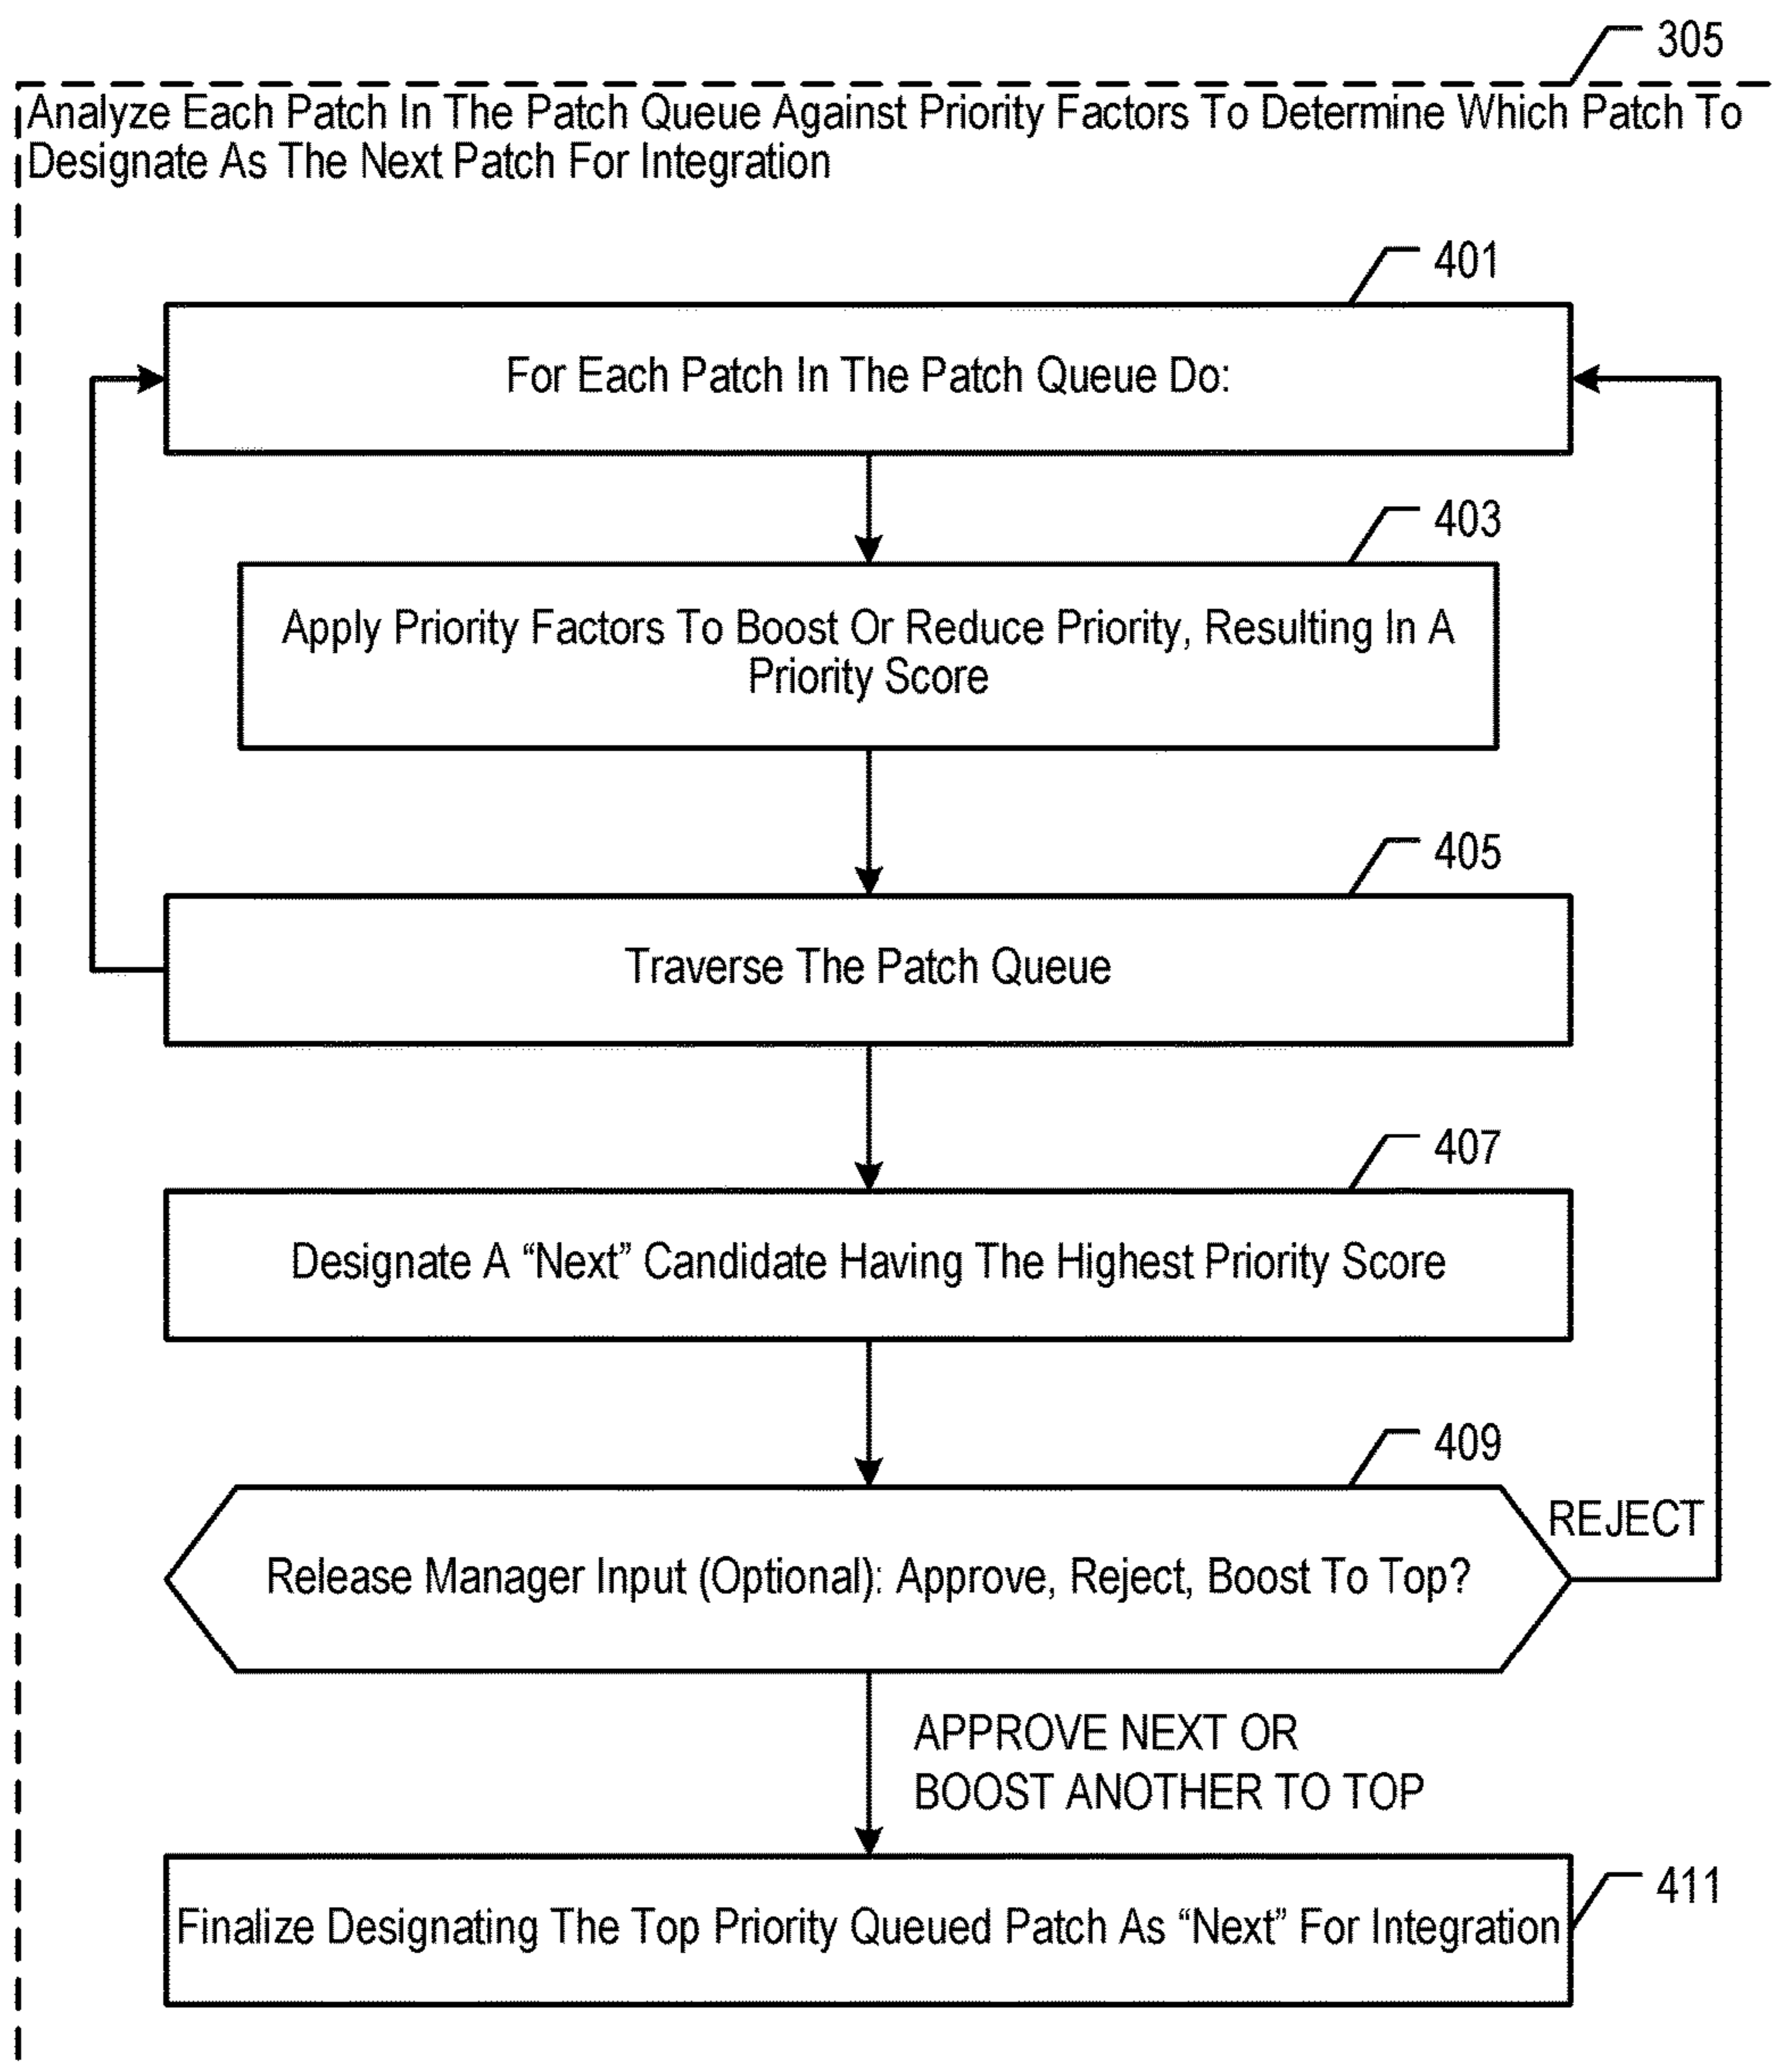 305
Analyze Each Patch In The Patch Queue Against Priority Factors To Determine Which Patch To
Designate As The Next Patch For Integration
401
For Each Patch In The Patch Queue Do:
403
Apply Priority Factors To Boost Or Reduce Priority, Resulting In A
Priority Score
405
Traverse The Patch Queue
407
Designate A “Next” Candidate Having The Highest Priority Score
409
REJECT
Release Manager Input (Optional): Approve, Reject, Boost To Top?
APPROVE NEXT OR
BOOST ANOTHER TO TOP
411
Finalize Designating The Top Priority Queued Patch As “Next” For Integration